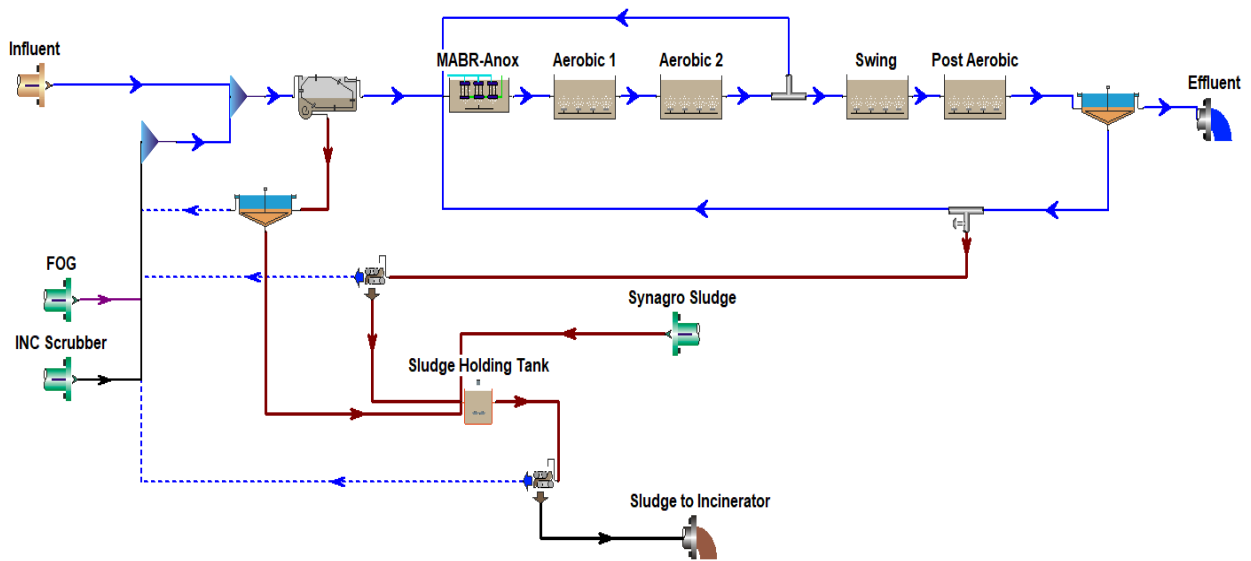 Influent
MABR-Anox
Aerobic 1
Aerobic 2
Swing
Post Aerobic
Effluent
FOG
Synagro Sludge
INC Scrubber
Sludge Holding Tank
Sludge to Incinerator